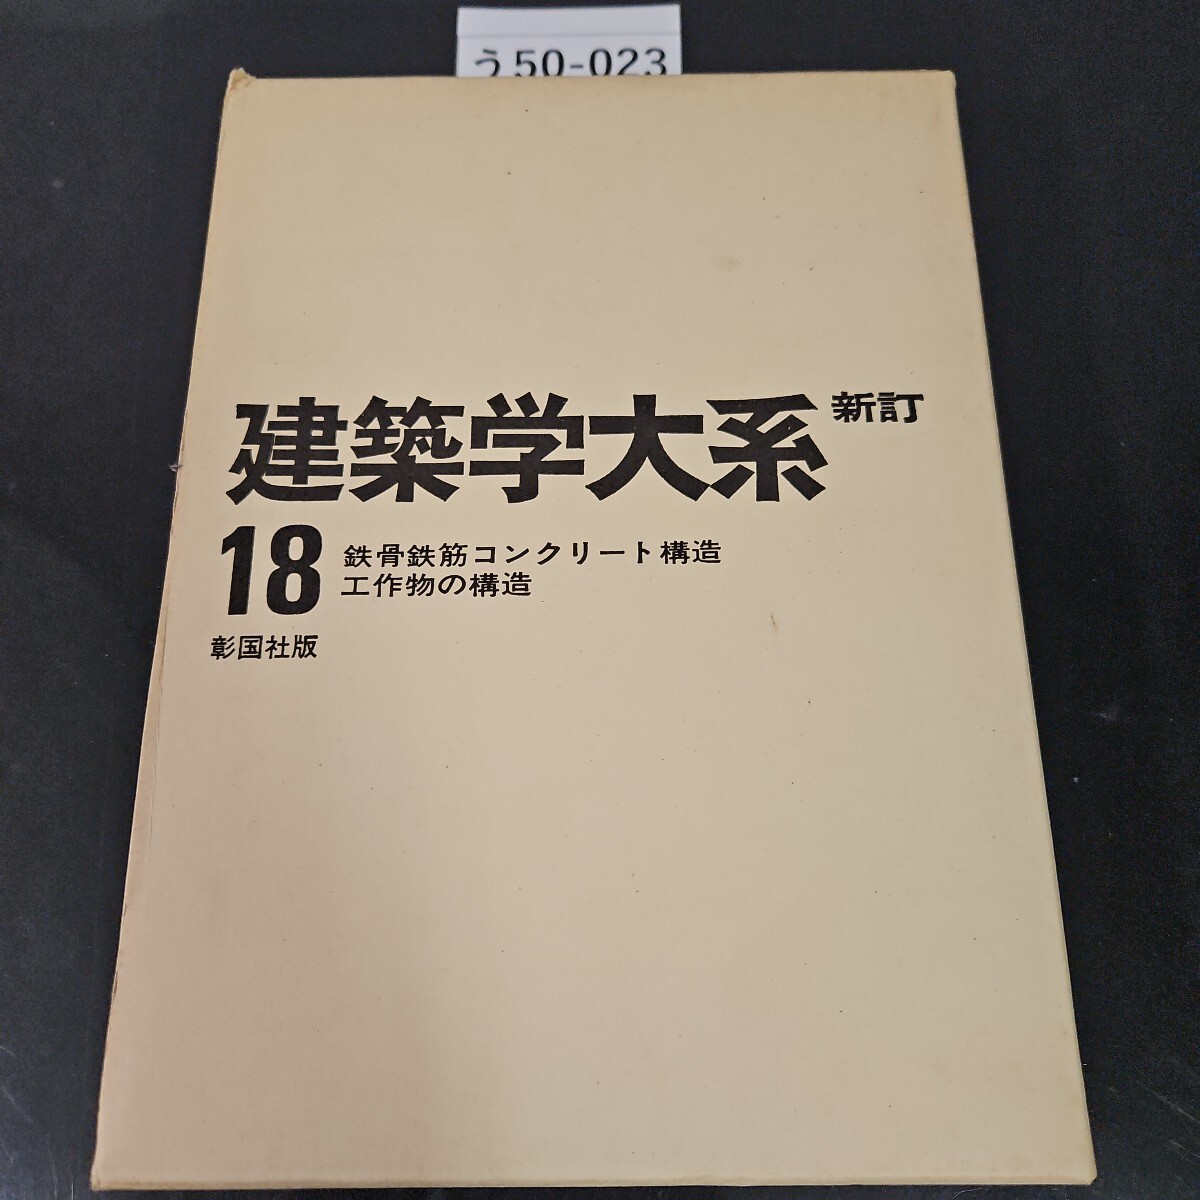 う50-023
建築学大系 新訂
18 鉄骨鉄筋コンクリート構造
工作物の構造
彰国社版